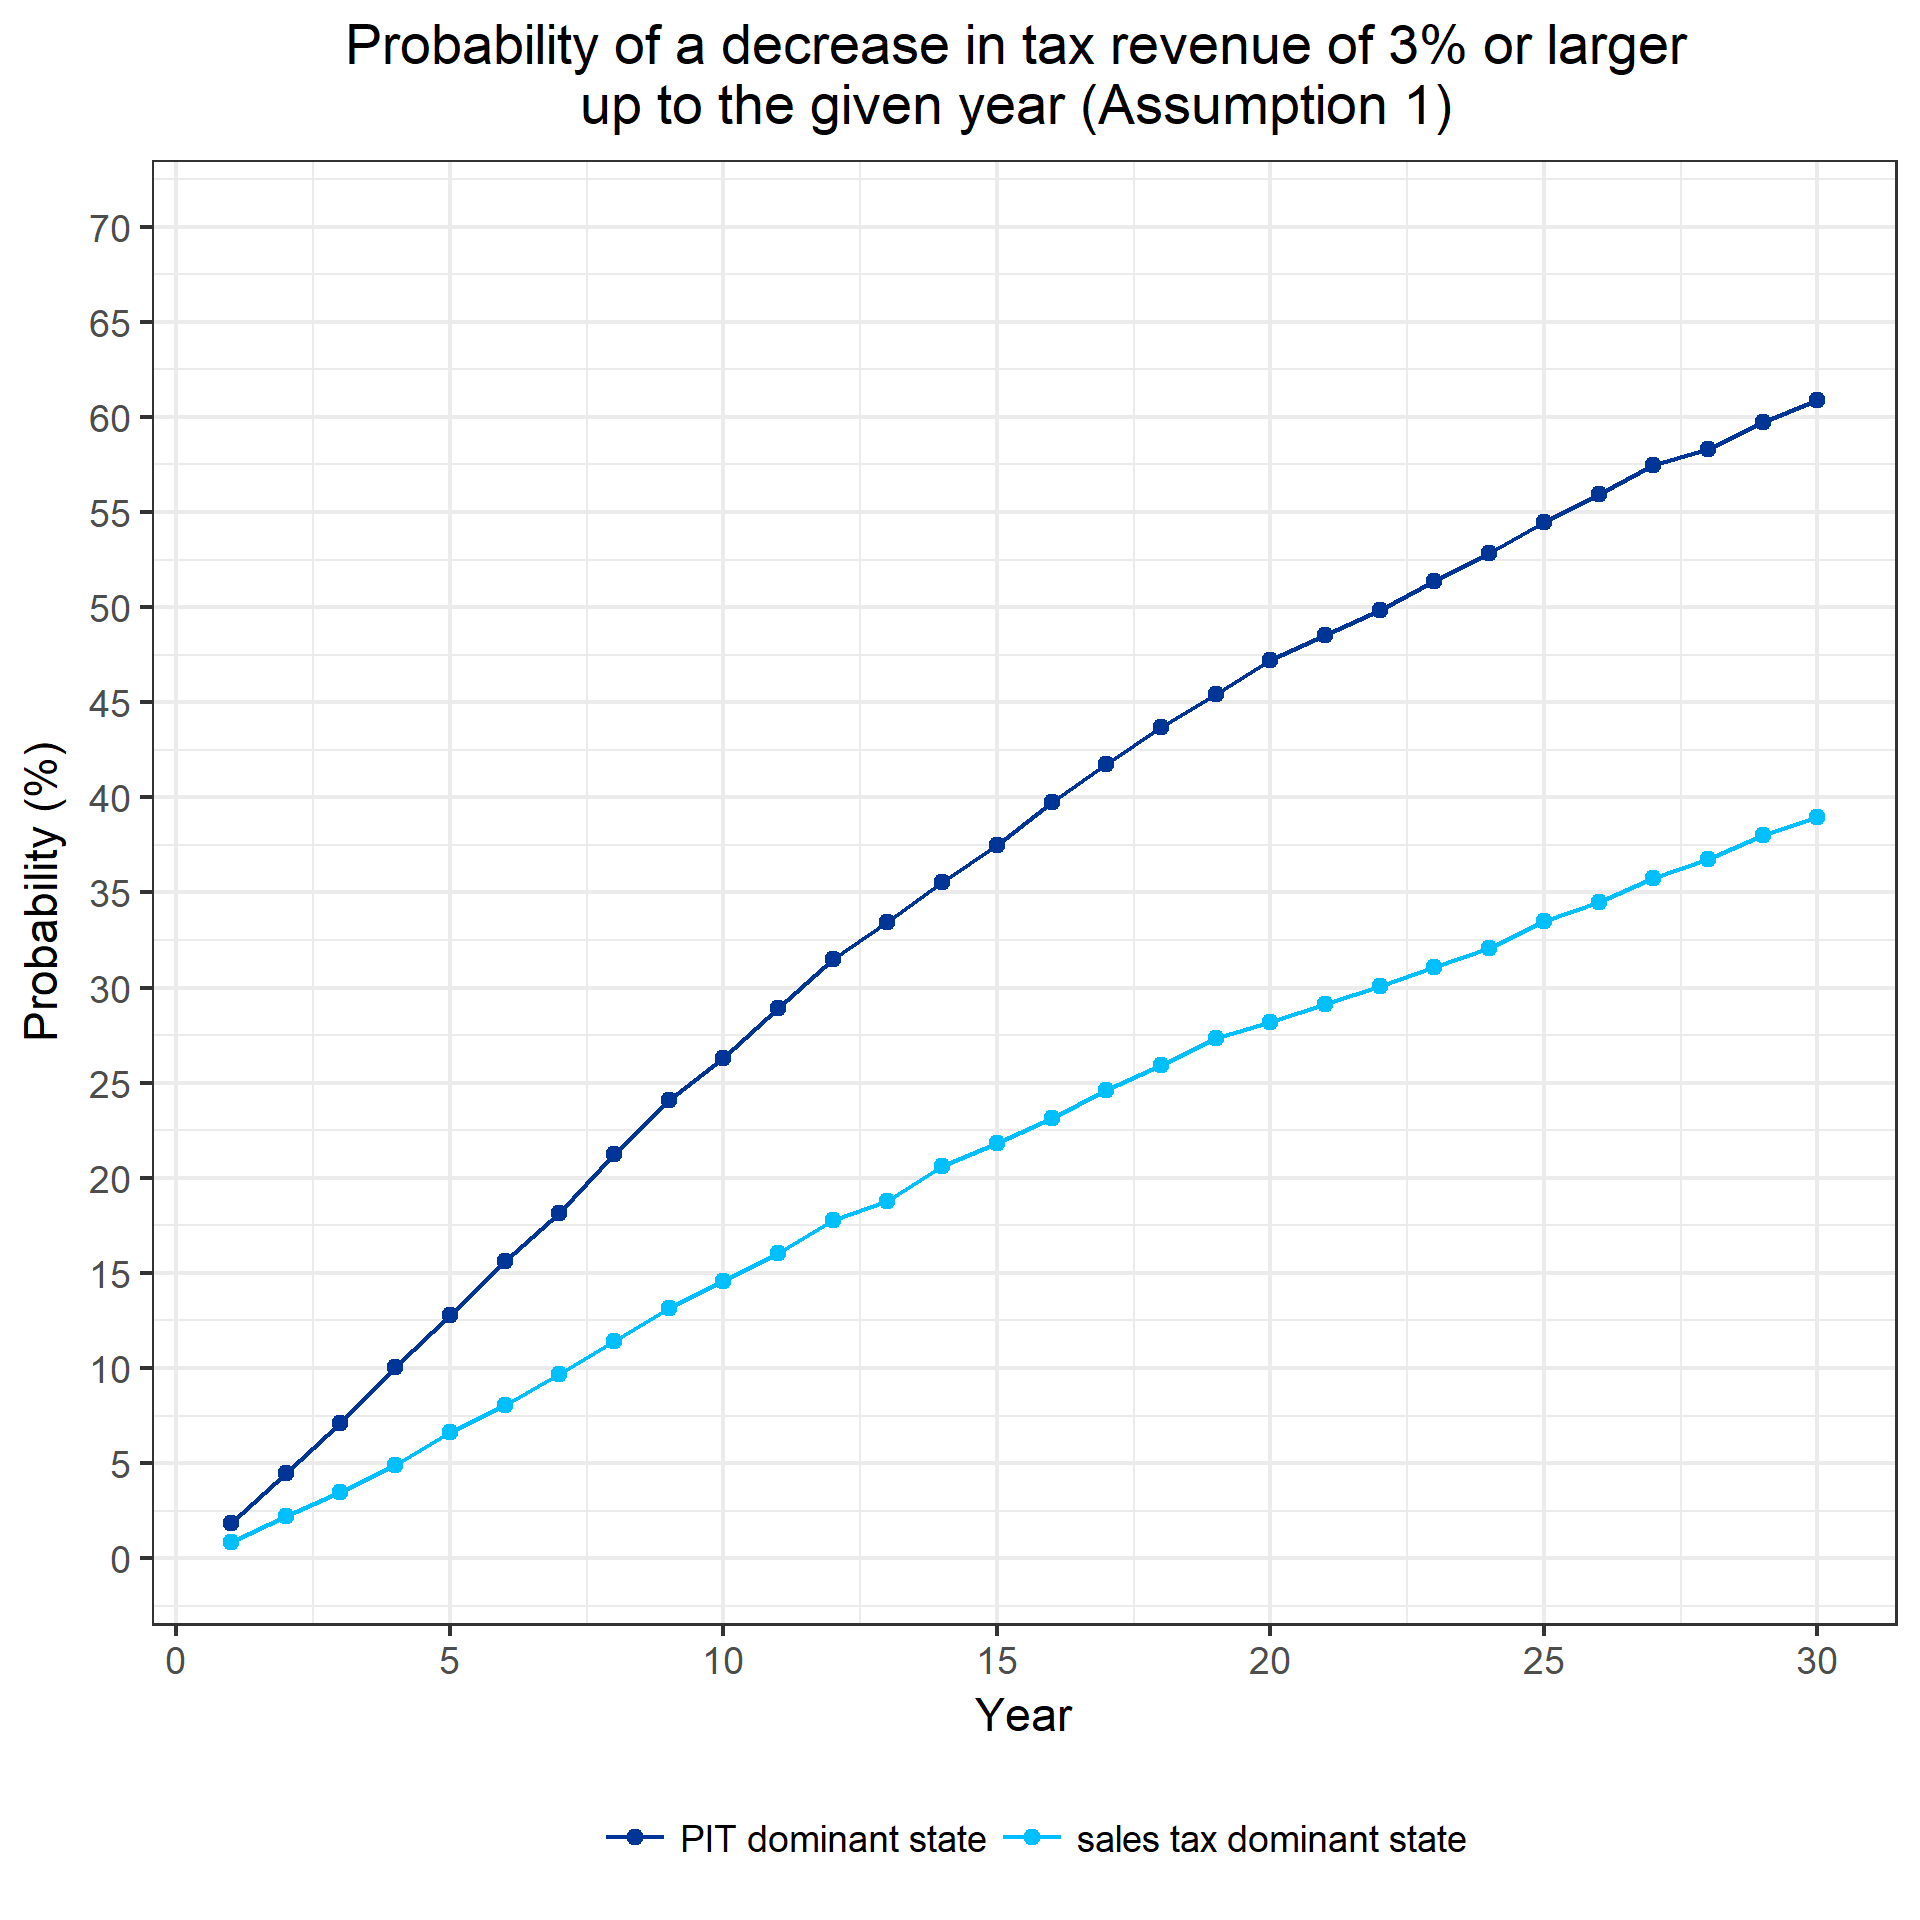 Probability of a decrease in tax revenue of 3% or larger
up to the given year (Assumption 1)
Probability (%)
70
65
60
55
50
45
40
35
30
25
20
15
10
5
0
0 5 10 15 20 25 30
Year
PIT dominant state sales tax dominant state